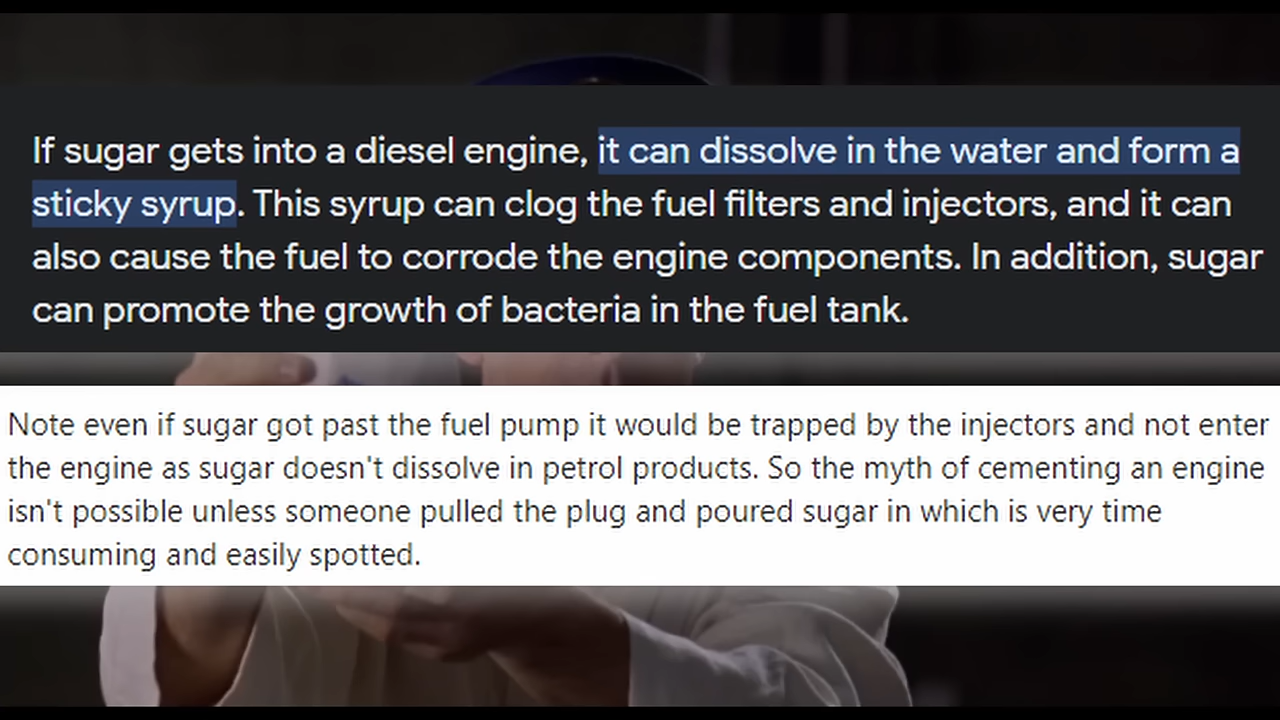 If sugar gets into a diesel engine, it can dissolve in the water and form a
sticky syrup. This syrup can clog the fuel filters and injectors, and it can
also cause the fuel to corrode the engine components. In addition, sugar
can promote the growth of bacteria in the fuel tank.
Note even if sugar got past the fuel pump it would be trapped by the injectors and not enter
the engine as sugar doesn't dissolve in petrol products. So the myth of cementing an engine
isn't possible unless someone pulled the plug and poured sugar in which is very time
consuming and easily spotted.